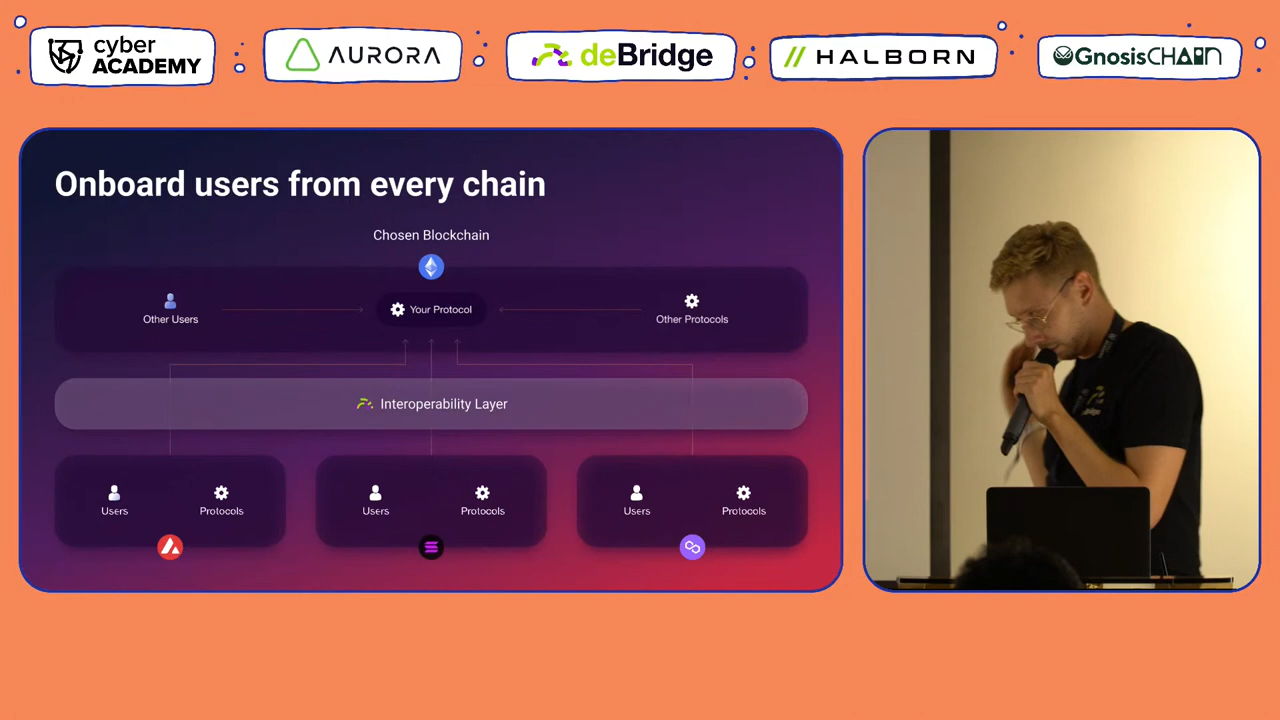 cyber
ACADEMY
AURORA
deBridge
HALBORN
GnosisCHAIN
Onboard users from every chain
Chosen Blockchain
Other Users
Your Protocol
Other Protocols
Interoperability Layer
Users
Protocols
Users
Protocols
Users
Protocols